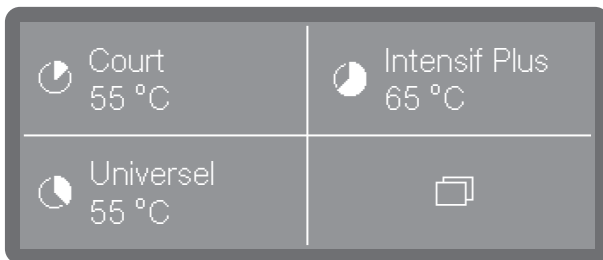 Court
55 °C
Intensif Plus
65 °C
Universel
55 °C